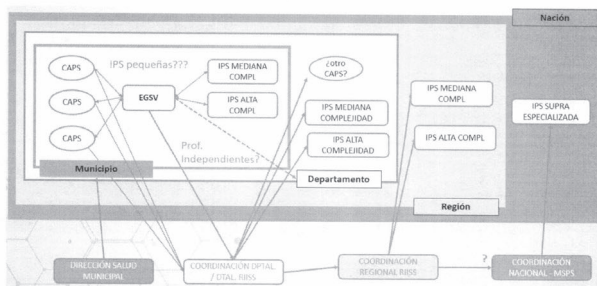 Nación
CAPS
IPS pequeñas???
IPS MEDIANA
COMPL
¿otro
CAPS?
IPS MEDIANA
COMPL
CAPS
EGSV
IPS ALTA
COMPL
IPS MEDIANA
COMPLEJIDAD
IPS SUPRA
ESPECIALIZADA
CAPS
Prof.
Independientes?
IPS ALTA
COMPLEJIDAD
IPS ALTA COMPL
Municipio
Departamento
Región
DIRECCIÓN SALUD
MUNICIPAL
COORDINACIÓN DPTAL
/ DTAL. RIISS
COORDINACIÓN
REGIONAL RIISS
?
COORDINACIÓN
NACIONAL - MSPS